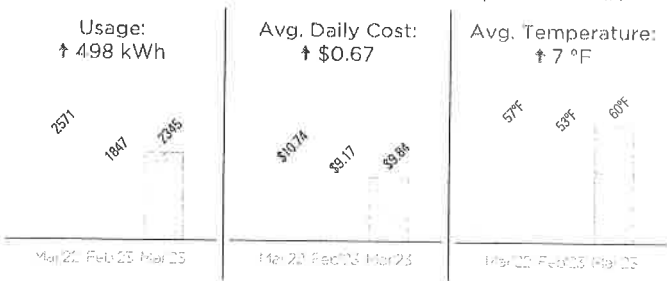 Usage:
↑ 498 kWh
2571
1847
2345
Mar 22 Feb 23 Mar 23
Avg. Daily Cost:
↑ $0.67
$10.74
$9.17
$9.84
Mar 22 Feb 23 Mar 23
Avg. Temperature:
↑ 7 °F
57°F
53°F
60°F
Mar 22 Feb 23 Mar 23